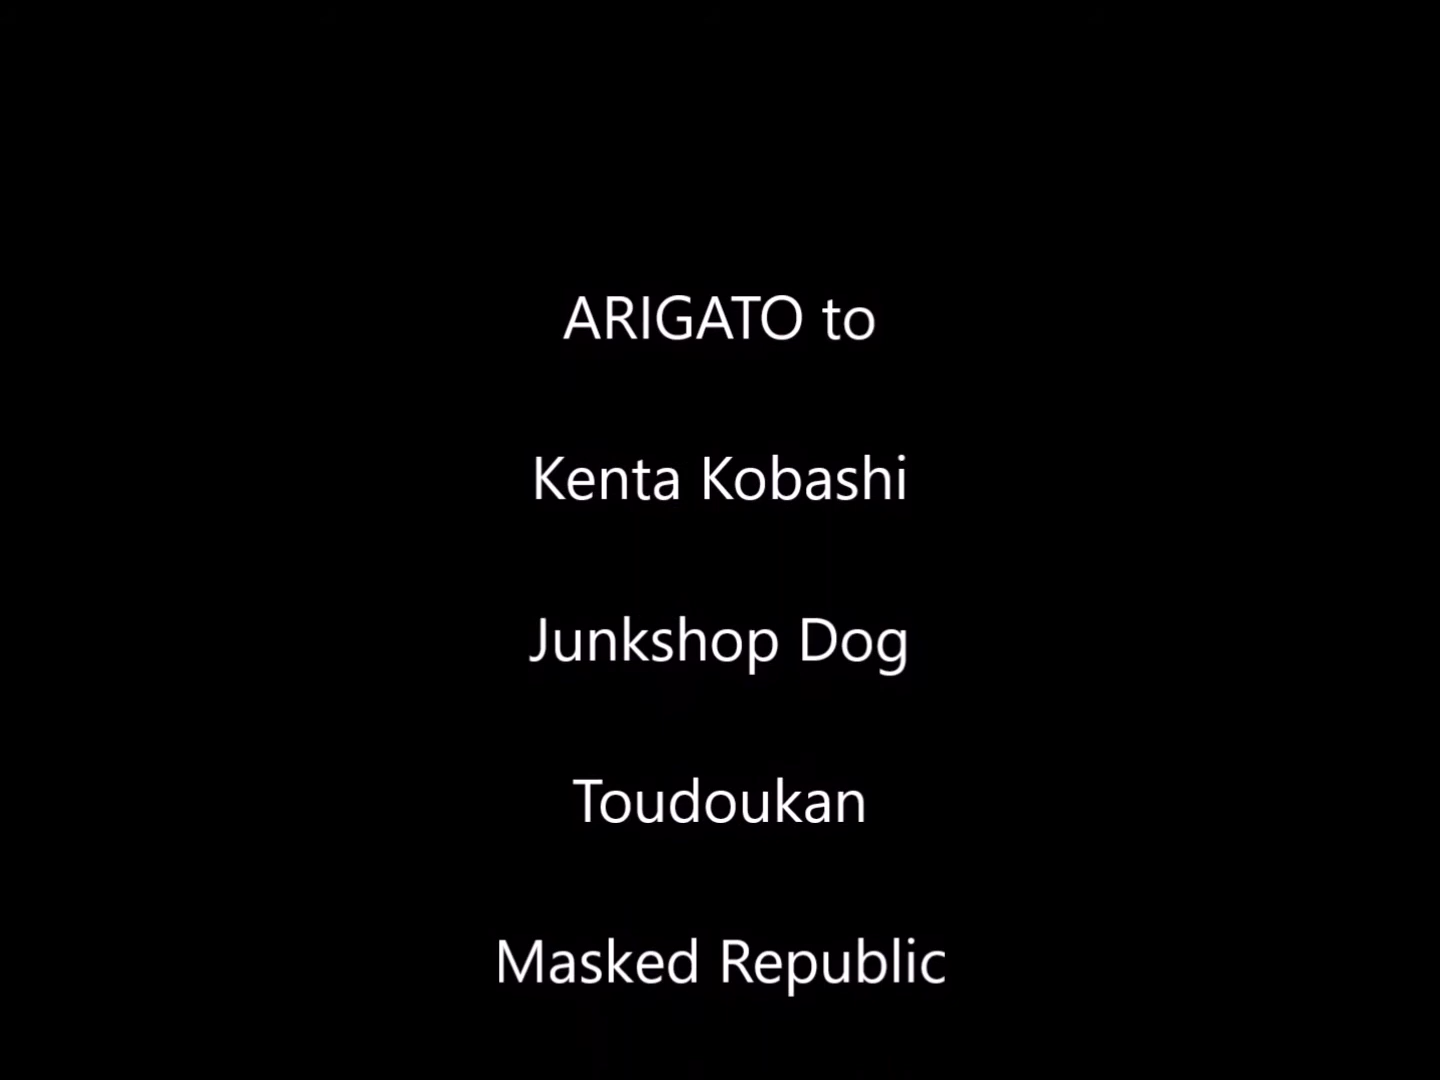 ARIGATO to
Kenta Kobashi
Junkshop Dog
Toudoukan
Masked Republic